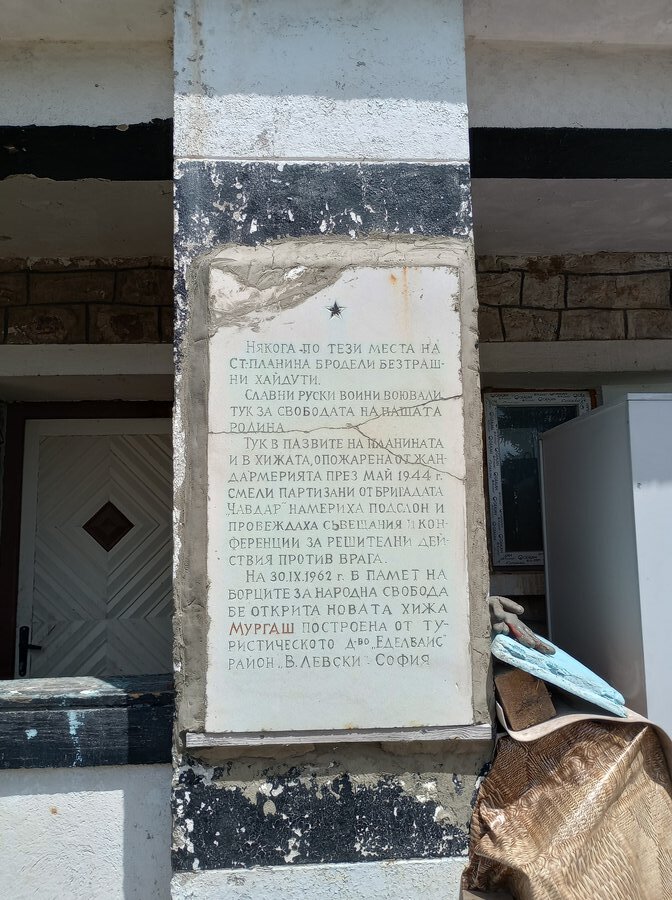 НЯКОГА ПО ТЕЗИ МЕСТА НА
СТ. ПЛАНИНА БРОДЕЛИ БЕЗТРАШ-
НИ ХАЙДУТИ.
СЛАВНИ РУСКИ ВОИНИ ВОЮВАЛИ
ТУК ЗА СВОБОДАТА НА НАШАТА
РОДИНА
ТУК В ПАЗВИТЕ НА ПЛАНИНАТА
И В ХИЖАТА, ОПОЖАРЕНА ОТ ЖАН-
ДАРМЕРИЯТА ПРЕЗ МАЙ 1944 г.
СМЕЛИ ПАРТИЗАНИ ОТ БРИГАДАТА
„ЧАВДАР" НАМЕРИХА ПОДСЛОН И
ПРОВЕЖДАХА СЪВЕЩАНИЯ И КОН-
ФЕРЕНЦИИ ЗА РЕШИТЕЛНИ ДЕЙ-
СТВИЯ ПРОТИВ ВРАГА.
НА 30.IX.1962 г. В ПАМЕТ НА
БОРЦИТЕ ЗА НАРОДНА СВОБОДА
БЕ ОТКРИТА НОВАТА ХИЖА
МУРГАШ ПОСТРОЕНА ОТ ТУ-
РИСТИЧЕСКОТО Д-ВО „ЕДЕЛВАЙС"
РАЙОН „В. ЛЕВСКИ" - СОФИЯ